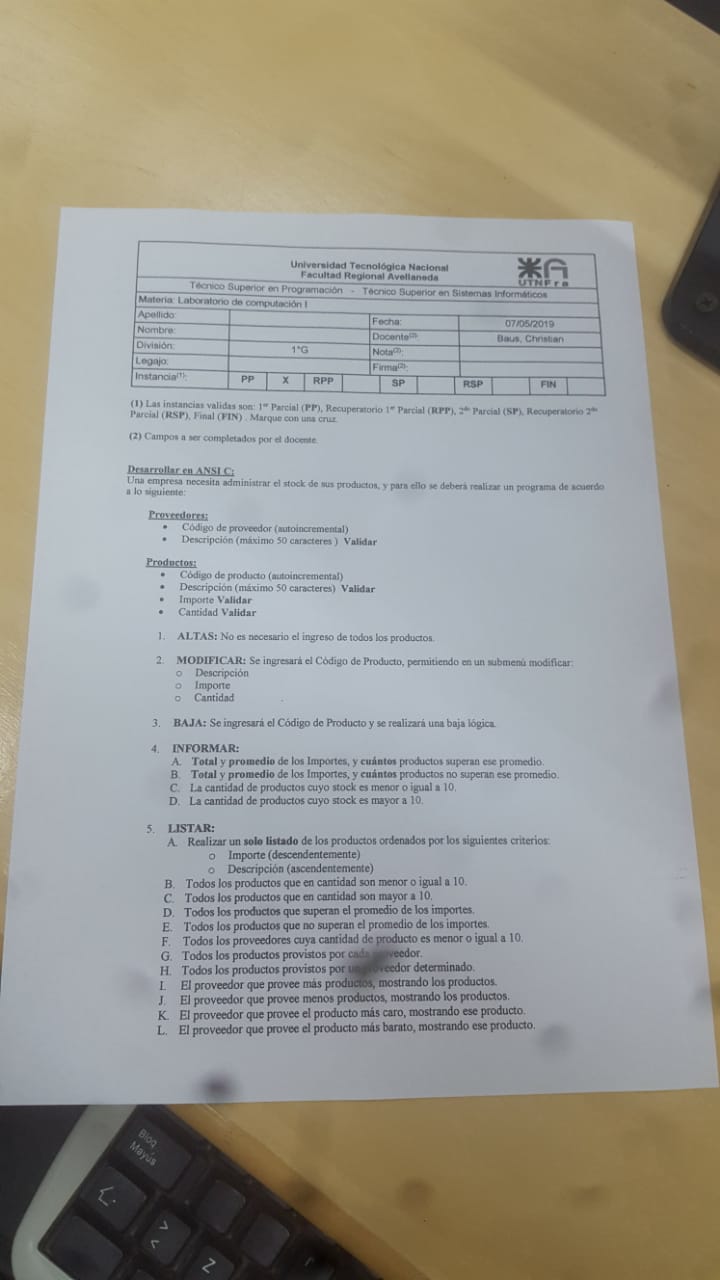 Universidad Tecnológica Nacional
Facultad Regional Avellaneda
UTNFra
Técnico Superior en Programación - Técnico Superior en Sistemas Informáticos
Materia: Laboratorio de computación I
Apellido: Fecha: 07/05/2019
Nombre: Docente(2): Baus, Christian
División: 1°G Nota(2):
Legajo: Firma(2):
Instancia(1): PP X RPP SP RSP FIN
(1) Las instancias validas son: 1er Parcial (PP), Recuperatorio 1er Parcial (RPP), 2do Parcial (SP), Recuperatorio 2do
Parcial (RSP), Final (FIN) . Marque con una cruz.
(2) Campos a ser completados por el docente.
Desarrollar en ANSI C:
Una empresa necesita administrar el stock de sus productos, y para ello se deberá realizar un programa de acuerdo
a lo siguiente:
Proveedores:
• Código de proveedor (autoincremental)
• Descripción (máximo 50 caracteres ) Validar
Productos:
• Código de producto (autoincremental)
• Descripción (máximo 50 caracteres) Validar
• Importe Validar
• Cantidad Validar
1. ALTAS: No es necesario el ingreso de todos los productos.
2. MODIFICAR: Se ingresará el Código de Producto, permitiendo en un submenú modificar:
o Descripción
o Importe
o Cantidad
3. BAJA: Se ingresará el Código de Producto y se realizará una baja lógica.
4. INFORMAR:
A. Total y promedio de los Importes, y cuántos productos superan ese promedio.
B. Total y promedio de los Importes, y cuántos productos no superan ese promedio.
C. La cantidad de productos cuyo stock es menor o igual a 10.
D. La cantidad de productos cuyo stock es mayor a 10.
5. LISTAR:
A. Realizar un solo listado de los productos ordenados por los siguientes criterios:
o Importe (descendentemente)
o Descripción (ascendentemente)
B. Todos los productos que en cantidad son menor o igual a 10.
C. Todos los productos que en cantidad son mayor a 10.
D. Todos los productos que superan el promedio de los importes.
E. Todos los productos que no superan el promedio de los importes.
F. Todos los proveedores cuya cantidad de producto es menor o igual a 10.
G. Todos los productos provistos por cada proveedor.
H. Todos los productos provistos por un proveedor determinado.
I. El proveedor que provee más productos, mostrando los productos.
J. El proveedor que provee menos productos, mostrando los productos.
K. El proveedor que provee el producto más caro, mostrando ese producto.
L. El proveedor que provee el producto más barato, mostrando ese producto.
Bloq
Mayús
>
<
Z